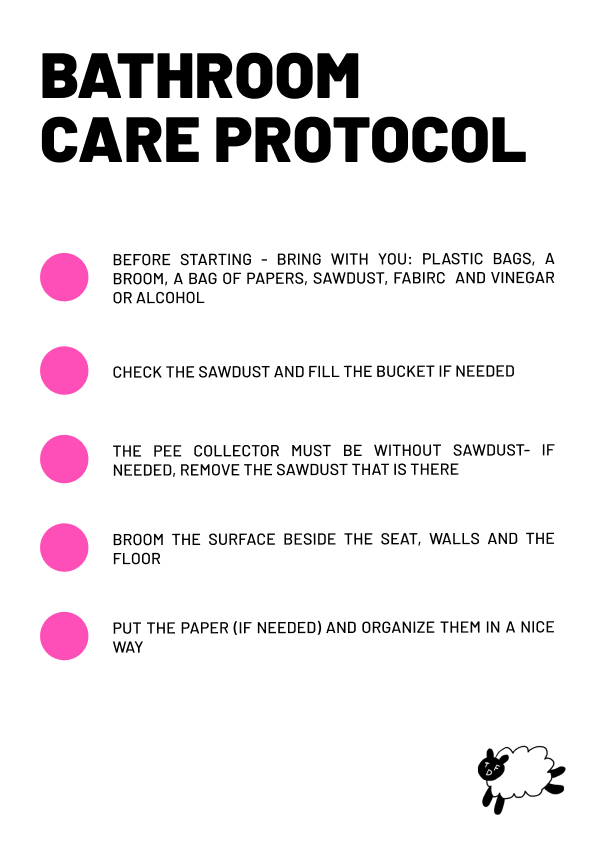 BATHROOM
CARE PROTOCOL
BEFORE STARTING - BRING WITH YOU: PLASTIC BAGS, A
BROOM, A BAG OF PAPERS, SAWDUST, FABIRC AND VINEGAR
OR ALCOHOL
CHECK THE SAWDUST AND FILL THE BUCKET IF NEEDED
THE PEE COLLECTOR MUST BE WITHOUT SAWDUST- IF
NEEDED, REMOVE THE SAWDUST THAT IS THERE
BROOM THE SURFACE BESIDE THE SEAT, WALLS AND THE
FLOOR
PUT THE PAPER (IF NEEDED) AND ORGANIZE THEM IN A NICE
WAY
TDF